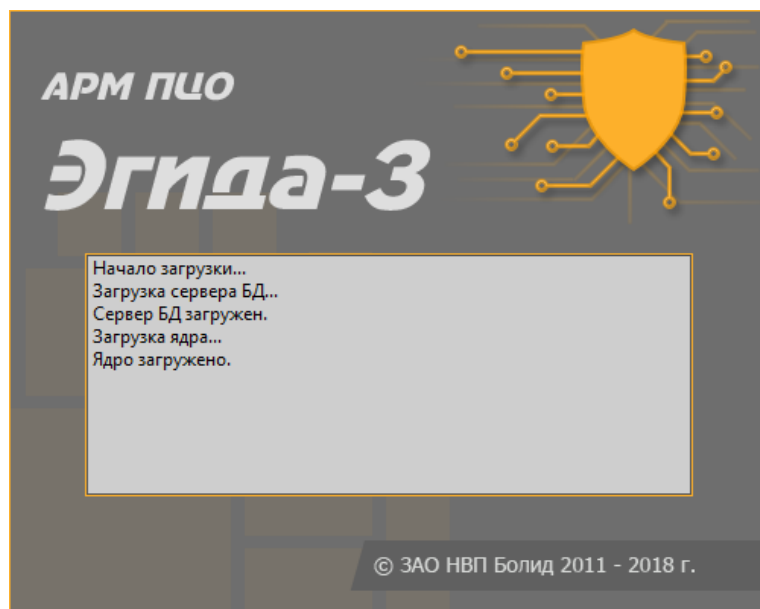 АРМ ПЦО
Эгида-3
Начало загрузки...
Загрузка сервера БД...
Сервер БД загружен.
Загрузка ядра...
Ядро загружено.
© ЗАО НВП Болид 2011 - 2018 г.